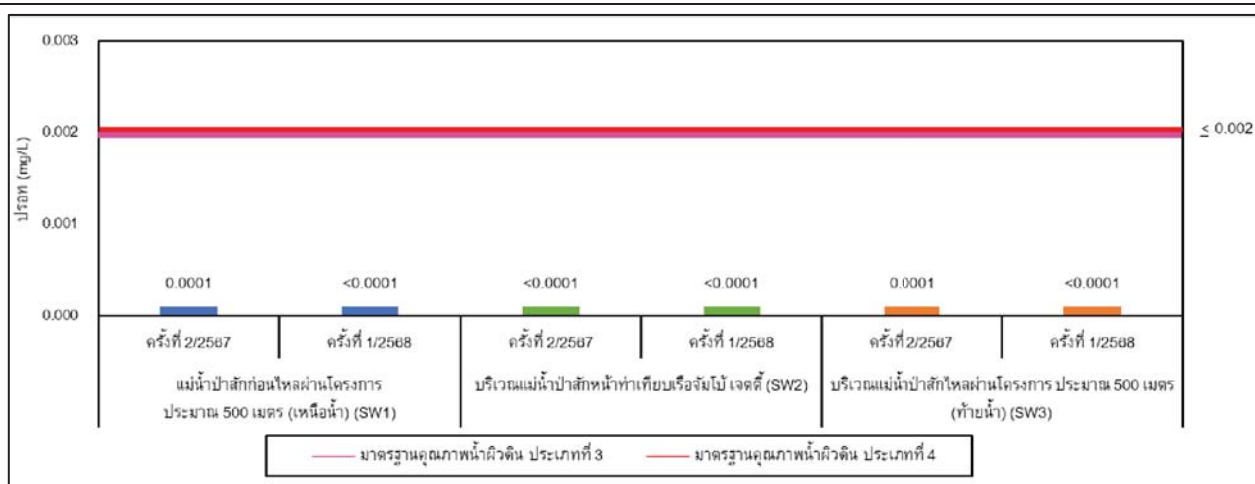 0.003
0.002
0.001
0.000
ปรอท (mg/L)
≤ 0.002
0.0001 <0.0001 <0.0001 <0.0001 0.0001 <0.0001
ครั้งที่ 2/2567 ครั้งที่ 1/2568 ครั้งที่ 2/2567 ครั้งที่ 1/2568 ครั้งที่ 2/2567 ครั้งที่ 1/2568
แม่น้ำป่าสักก่อนไหลผ่านโครงการ
ประมาณ 500 เมตร (เหนือน้ำ) (SW1)
บริเวณแม่น้ำป่าสักหน้าท่าเทียบเรือจัมโบ้ เจตตี้ (SW2)
บริเวณแม่น้ำป่าสักไหลผ่านโครงการ ประมาณ 500 เมตร
(ท้ายน้ำ) (SW3)
มาตรฐานคุณภาพน้ำผิวดิน ประเภทที่ 3 มาตรฐานคุณภาพน้ำผิวดิน ประเภทที่ 4